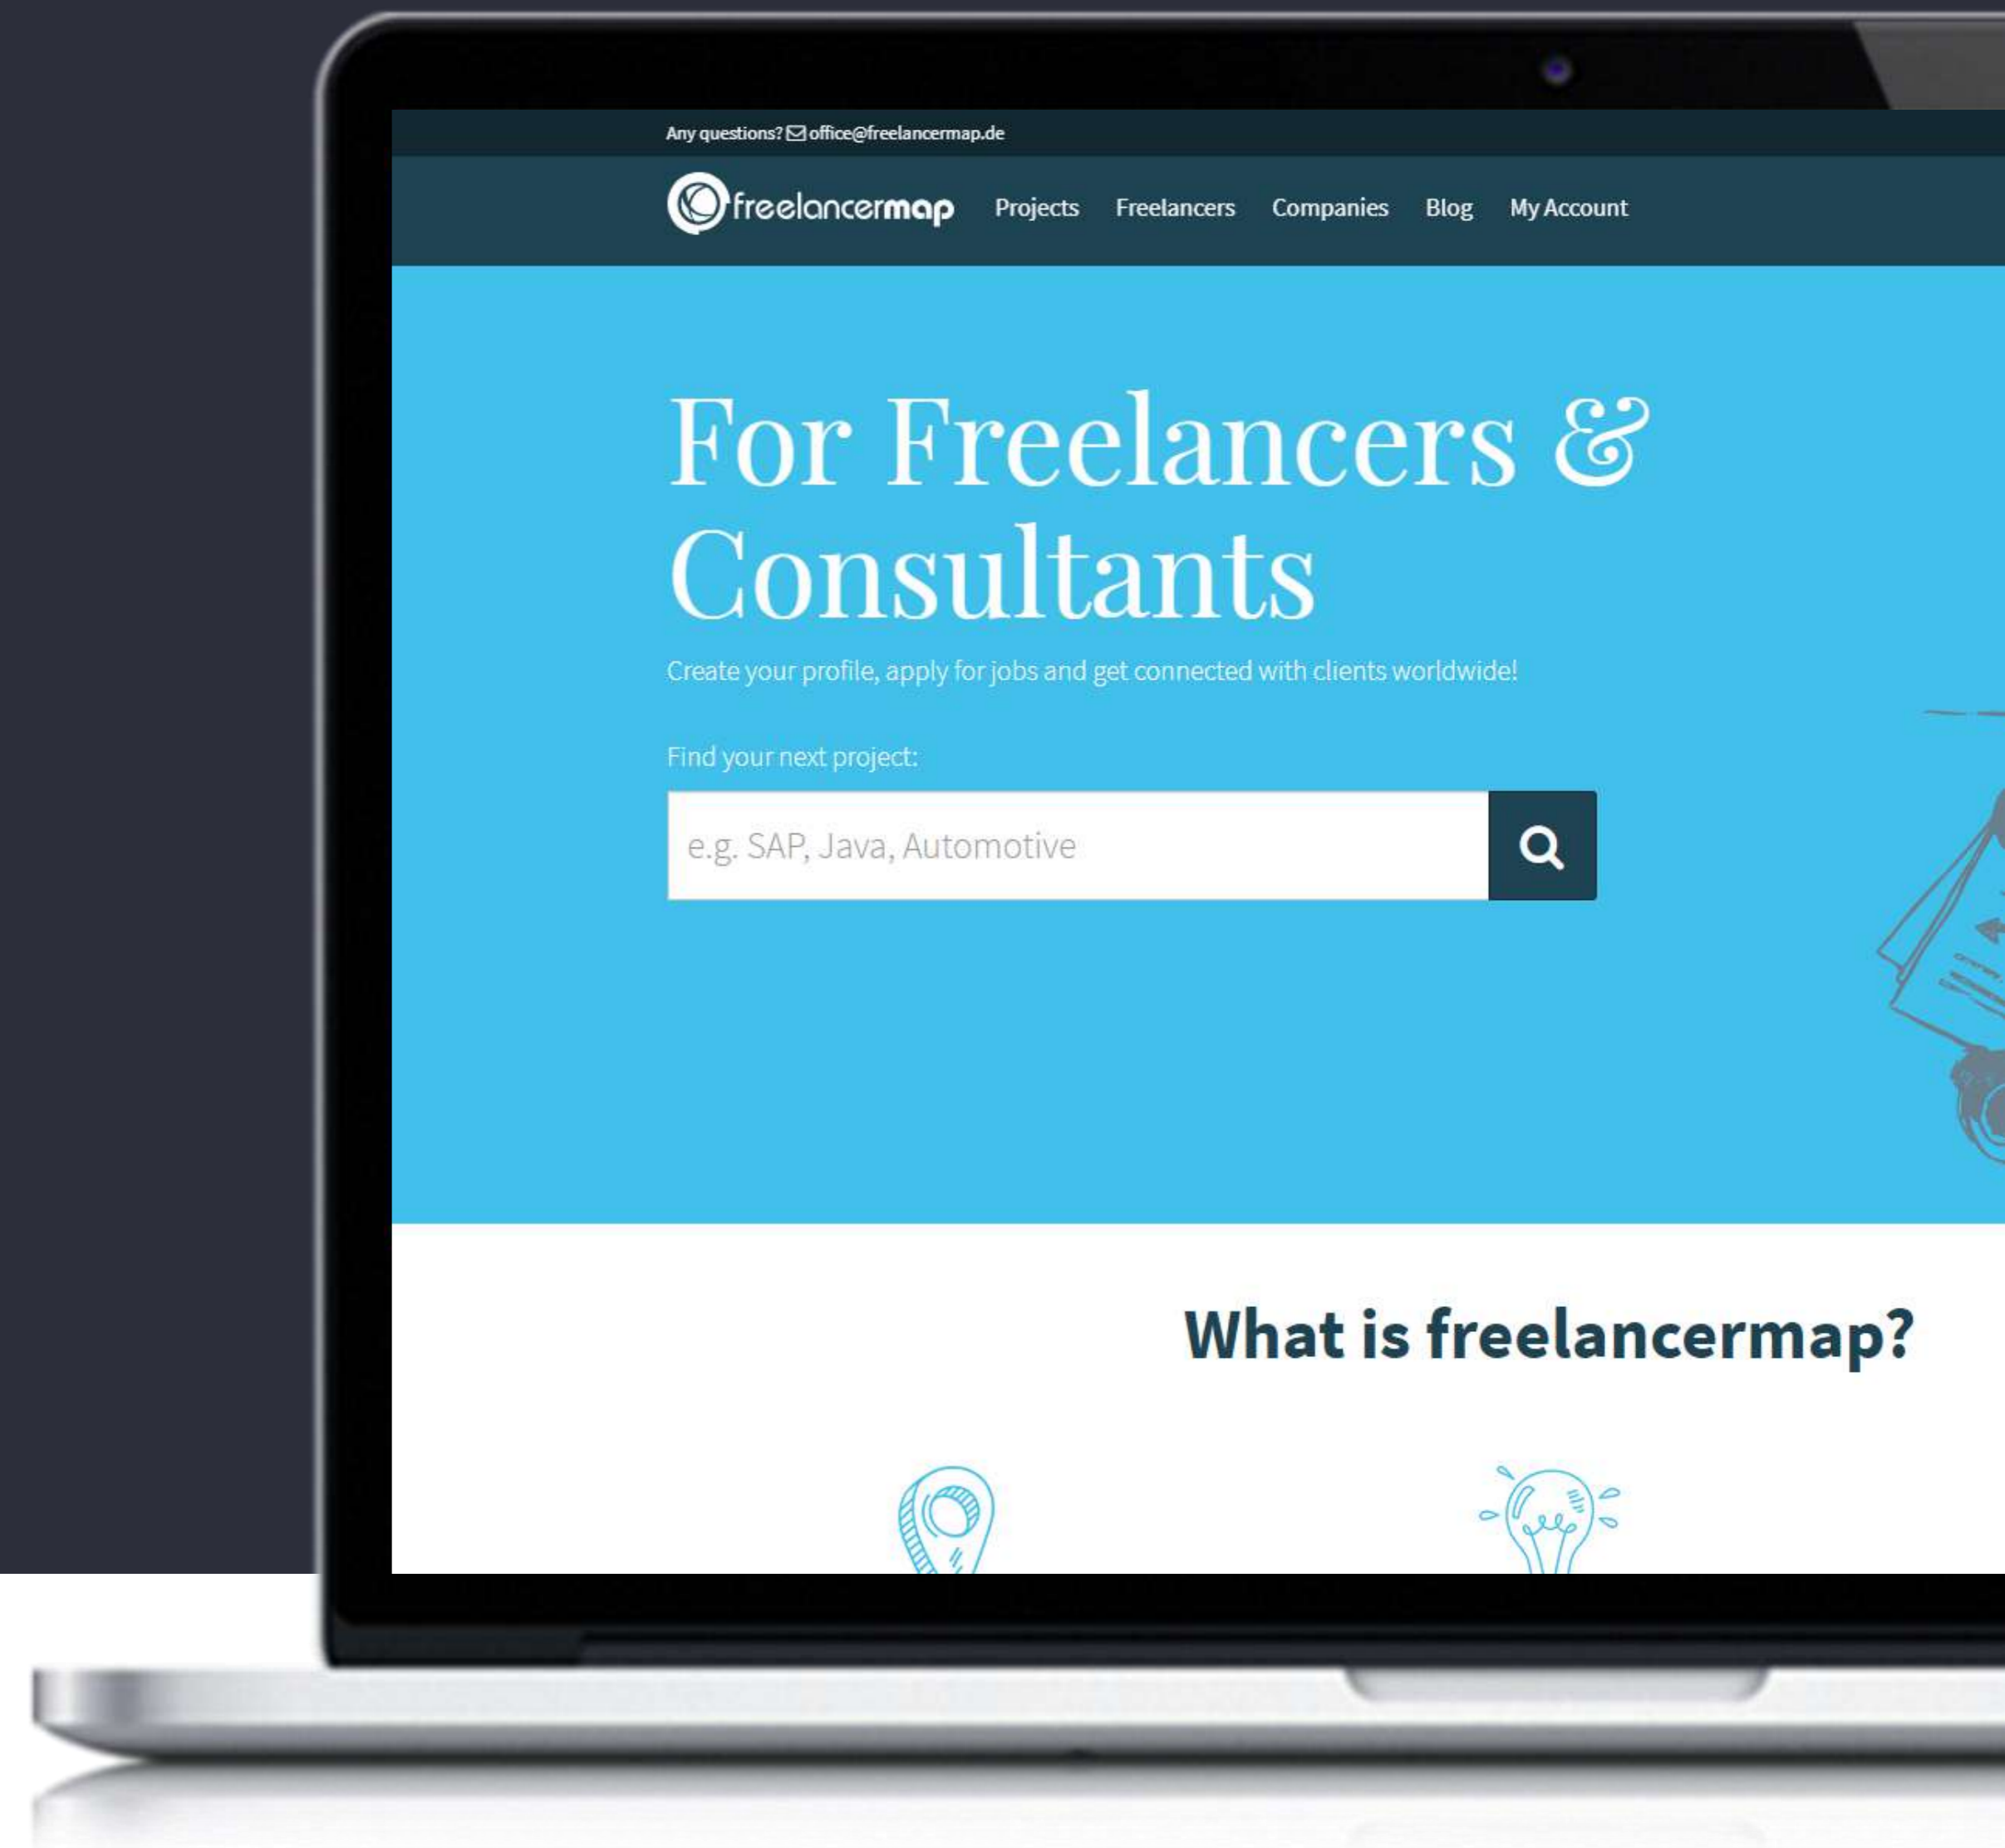 Any questions? office@freelancermap.de
freelancermap Projects Freelancers Companies Blog My Account
For Freelancers &
Consultants
Create your profile, apply for jobs and get connected with clients worldwide!
Find your next project:
e.g. SAP, Java, Automotive
What is freelancermap?